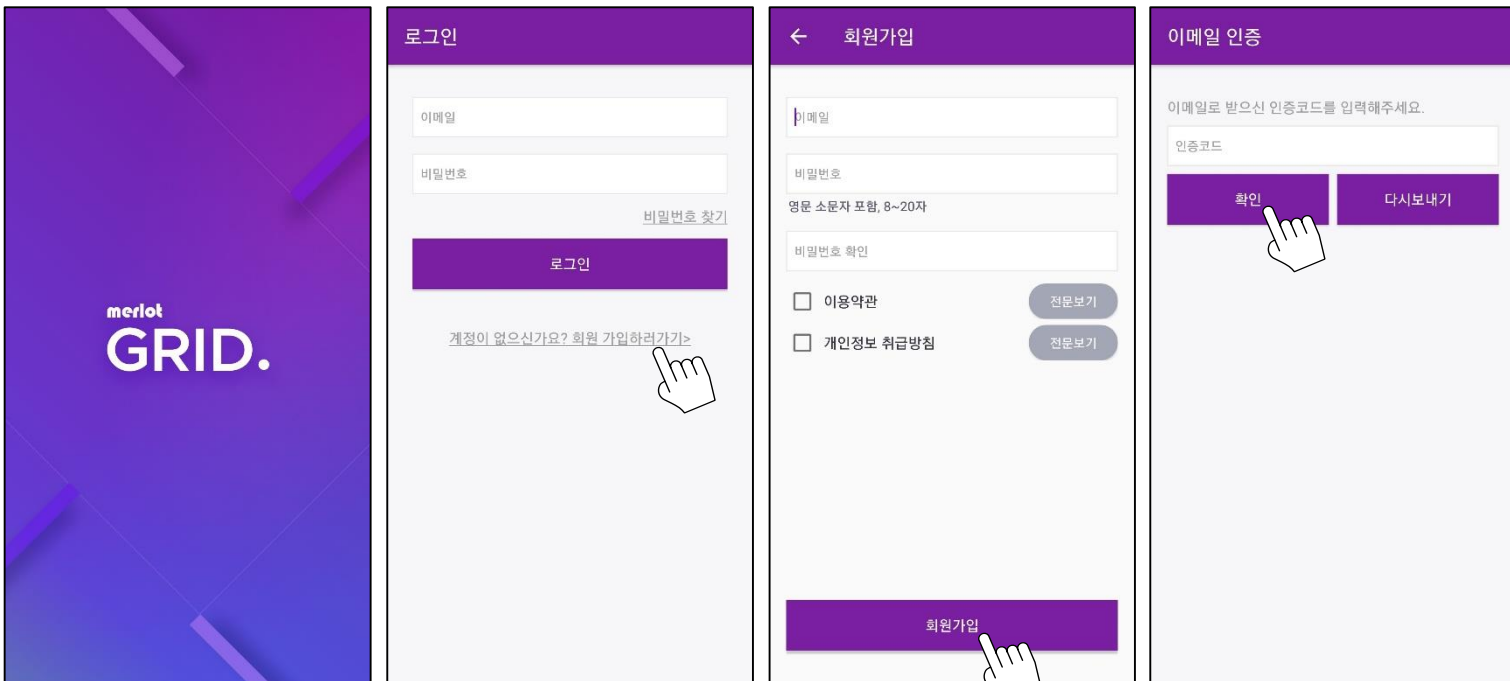 merlot
GRID.
로그인
이메일
비밀번호
비밀번호 찾기
로그인
계정이 없으신가요? 회원 가입하러가기>
회원가입
이메일
비밀번호
영문 소문자 포함, 8~20자
비밀번호 확인
이용약관 전문보기
개인정보 취급방침 전문보기
회원가입
이메일 인증
이메일로 받으신 인증코드를 입력해주세요.
인증코드
확인 다시보내기